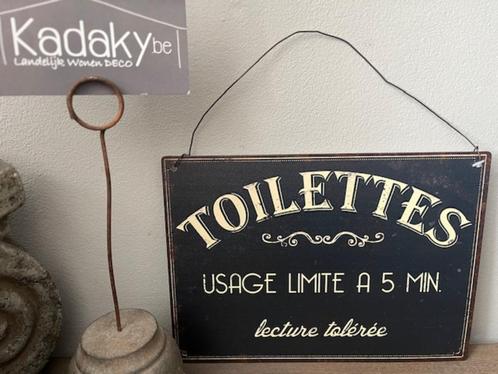 Kadaky be
Landelijk Wonen DECO
TOILETTES
USAGE LIMITE A 5 MIN.
lecture tolérée